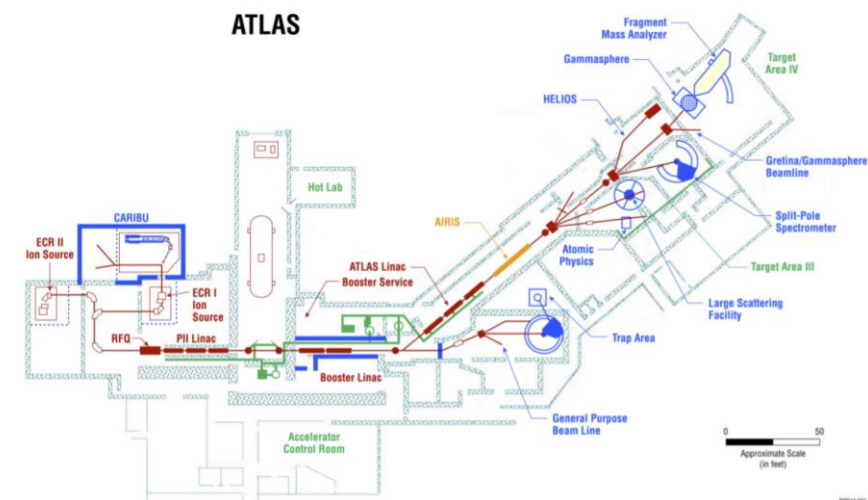 ATLAS
Fragment
Mass Analyzer
Gammasphere
Target
Area IV
HELIOS
Gretina/Gammasphere
Beamline
Hot Lab
CARIBU
Split-Pole
Spectrometer
AIRIS
ECR II
Ion Source
Atomic
Physics
ATLAS Linac
Booster Service
Target Area III
ECR I
Ion
Source
Large Scattering
Facility
RFQ
PII Linac
Trap Area
Booster Linac
General Purpose
Beam Line
Accelerator
Control Room
0
50
Approximate Scale
(in feet)